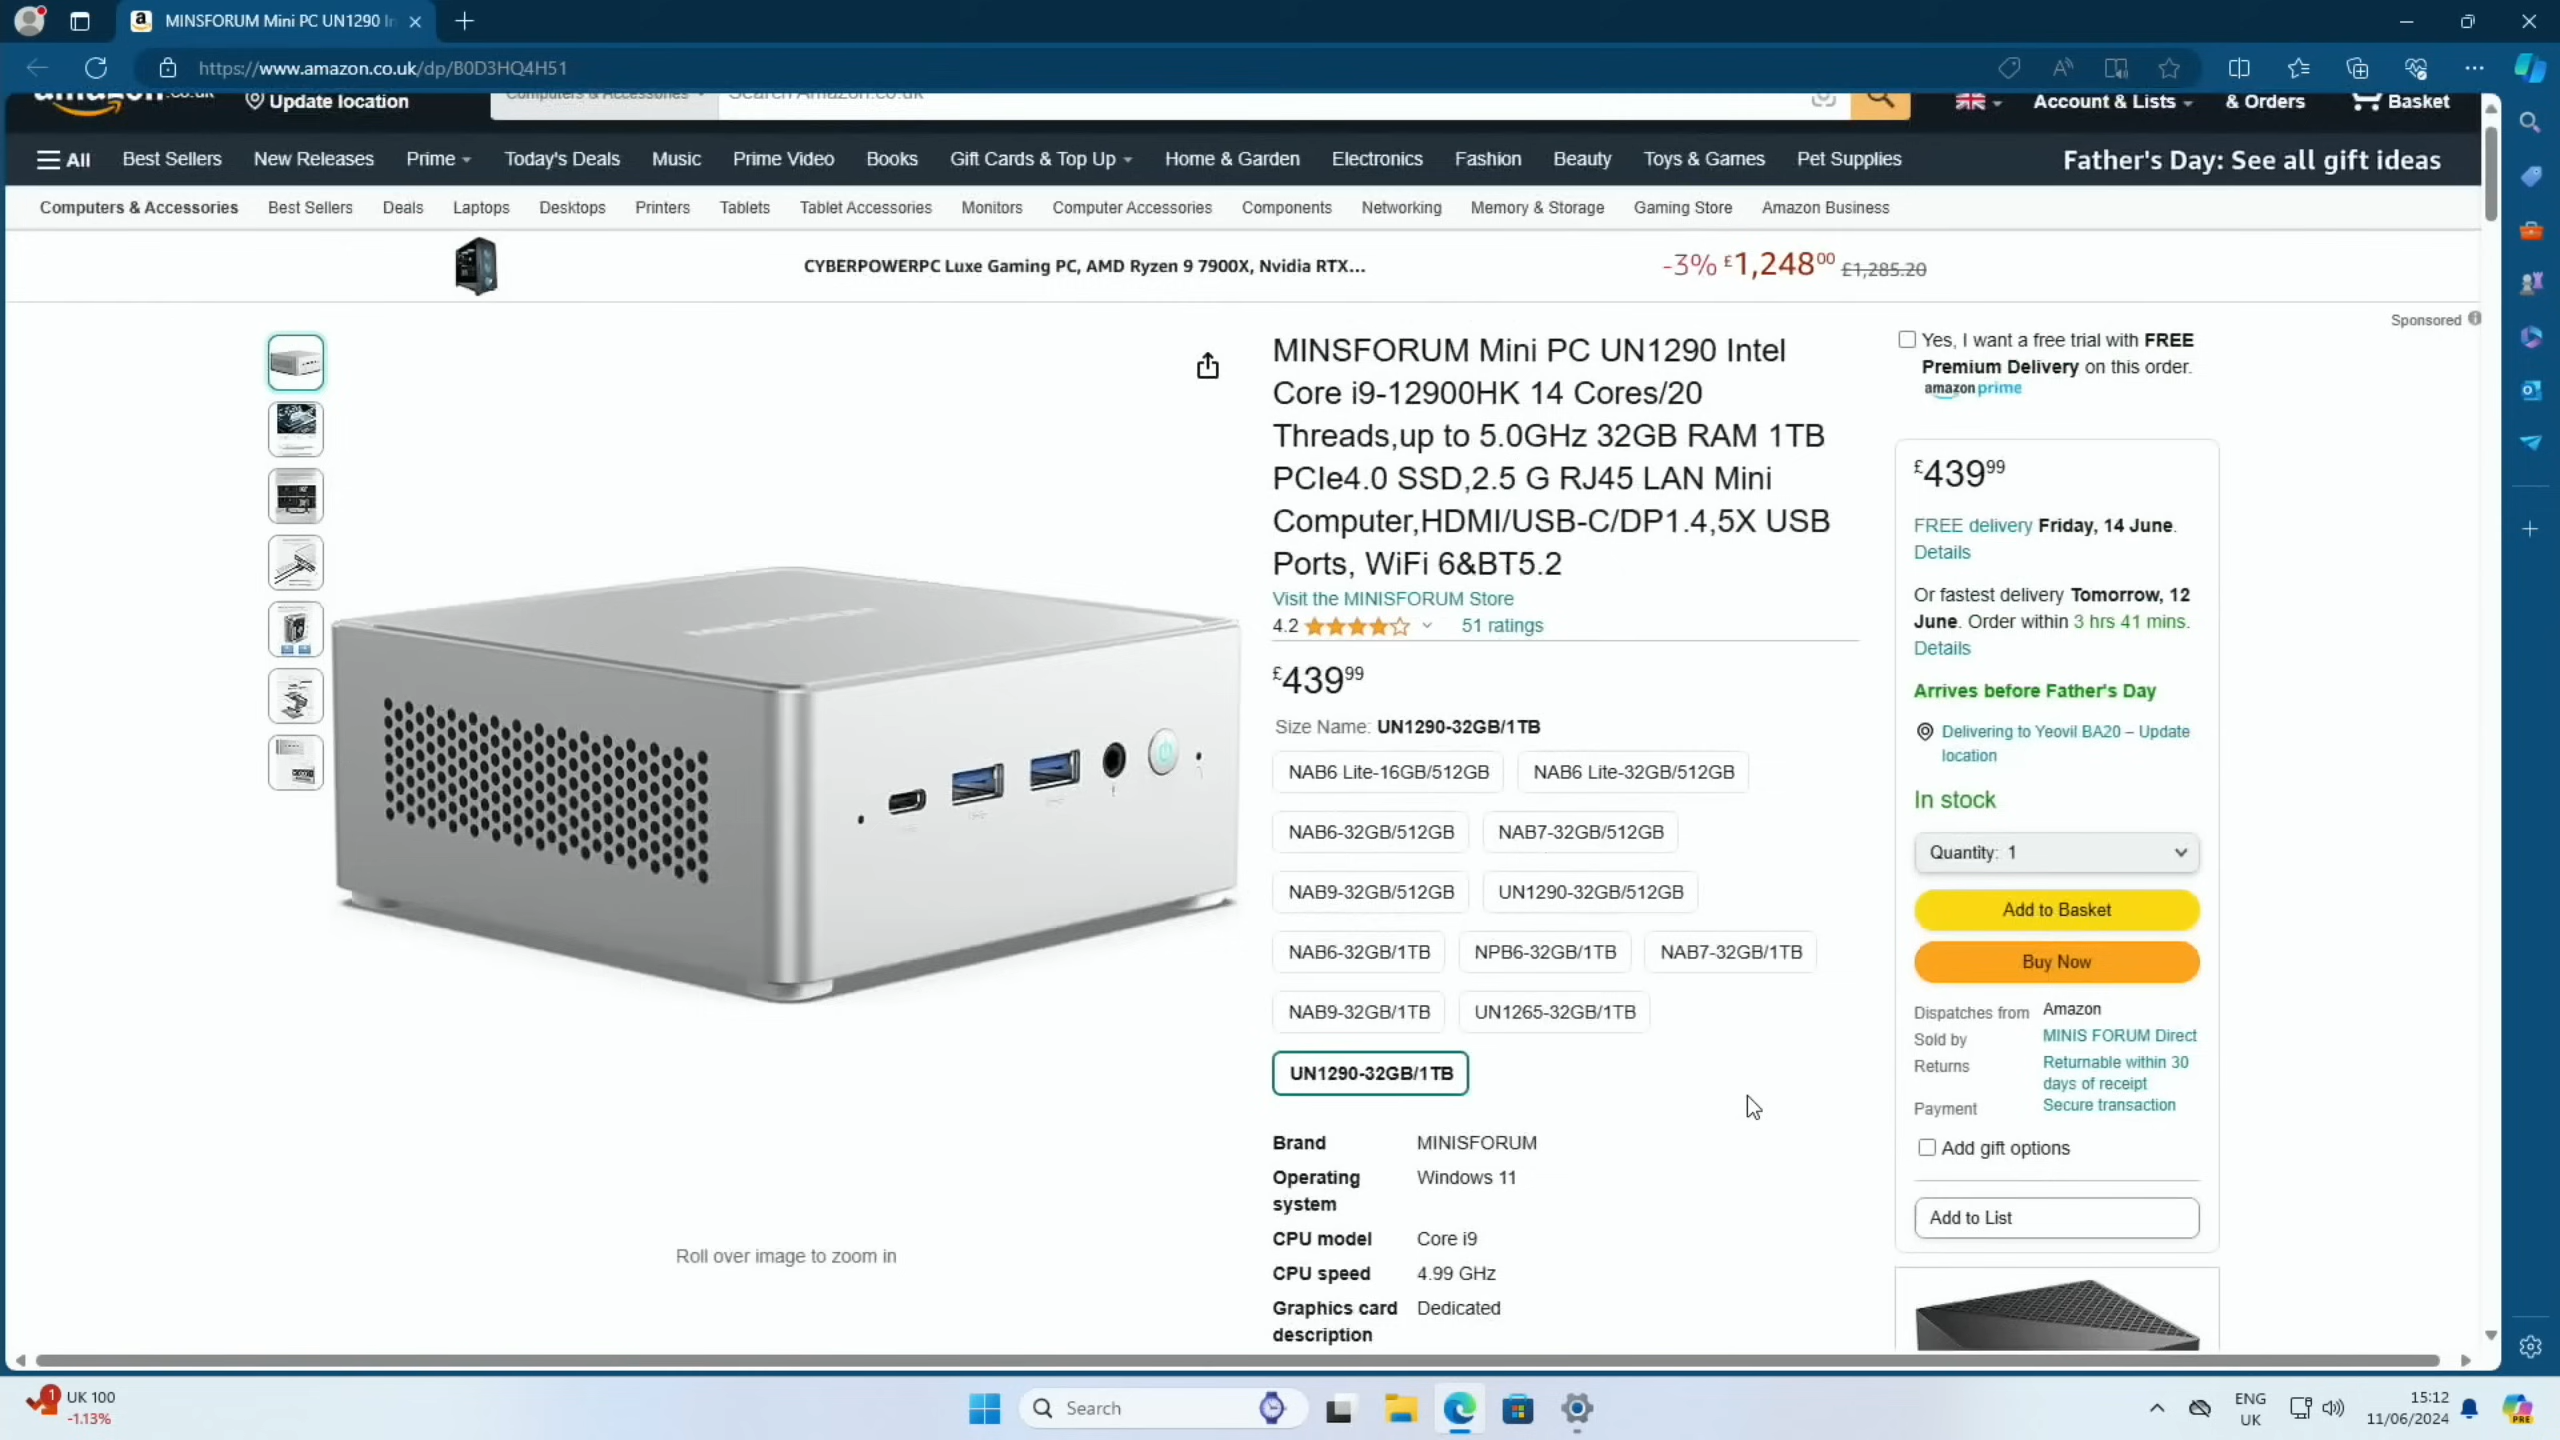 MINSFORUM Mini PC UN1290 In
https://www.amazon.co.uk/dp/B0D3HQ4H51
amazon.co.uk
Update location
Computers & Accessories
Search Amazon.co.uk
Account & Lists
& Orders
Basket
All
Best Sellers
New Releases
Prime
Today's Deals
Music
Prime Video
Books
Gift Cards & Top Up
Home & Garden
Electronics
Fashion
Beauty
Toys & Games
Pet Supplies
Father's Day: See all gift ideas
Computers & Accessories
Best Sellers
Deals
Laptops
Desktops
Printers
Tablets
Tablet Accessories
Monitors
Computer Accessories
Components
Networking
Memory & Storage
Gaming Store
Amazon Business
CYBERPOWERPC Luxe Gaming PC, AMD Ryzen 9 7900X, Nvidia RTX...
-3% £1,248.00 £1,285.20
Sponsored
MINSFORUM Mini PC UN1290 Intel
Core i9-12900HK 14 Cores/20
Threads,up to 5.0GHz 32GB RAM 1TB
PCIe4.0 SSD,2.5 G RJ45 LAN Mini
Computer,HDMI/USB-C/DP1.4,5X USB
Ports, WiFi 6&BT5.2
Visit the MINISFORUM Store
4.2
51 ratings
£439.99
Size Name: UN1290-32GB/1TB
NAB6 Lite-16GB/512GB
NAB6 Lite-32GB/512GB
NAB6-32GB/512GB
NAB7-32GB/512GB
NAB9-32GB/512GB
UN1290-32GB/512GB
NAB6-32GB/1TB
NPB6-32GB/1TB
NAB7-32GB/1TB
NAB9-32GB/1TB
UN1265-32GB/1TB
UN1290-32GB/1TB
Brand MINISFORUM
Operating Windows 11
system
CPU model Core i9
CPU speed 4.99 GHz
Graphics card Dedicated
description
MINISFORUM
Roll over image to zoom in
Yes, I want a free trial with FREE
Premium Delivery on this order.
amazon prime
£439.99
FREE delivery Friday, 14 June.
Details
Or fastest delivery Tomorrow, 12
June. Order within 3 hrs 41 mins.
Details
Arrives before Father's Day
Delivering to Yeovil BA20 – Update
location
In stock
Quantity: 1
Add to Basket
Buy Now
Dispatches from Amazon
Sold by MINIS FORUM Direct
Returns Returnable within 30
days of receipt
Payment Secure transaction
Add gift options
Add to List
1
UK 100
-1.13%
Search
ENG
UK
15:12
11/06/2024
PRE